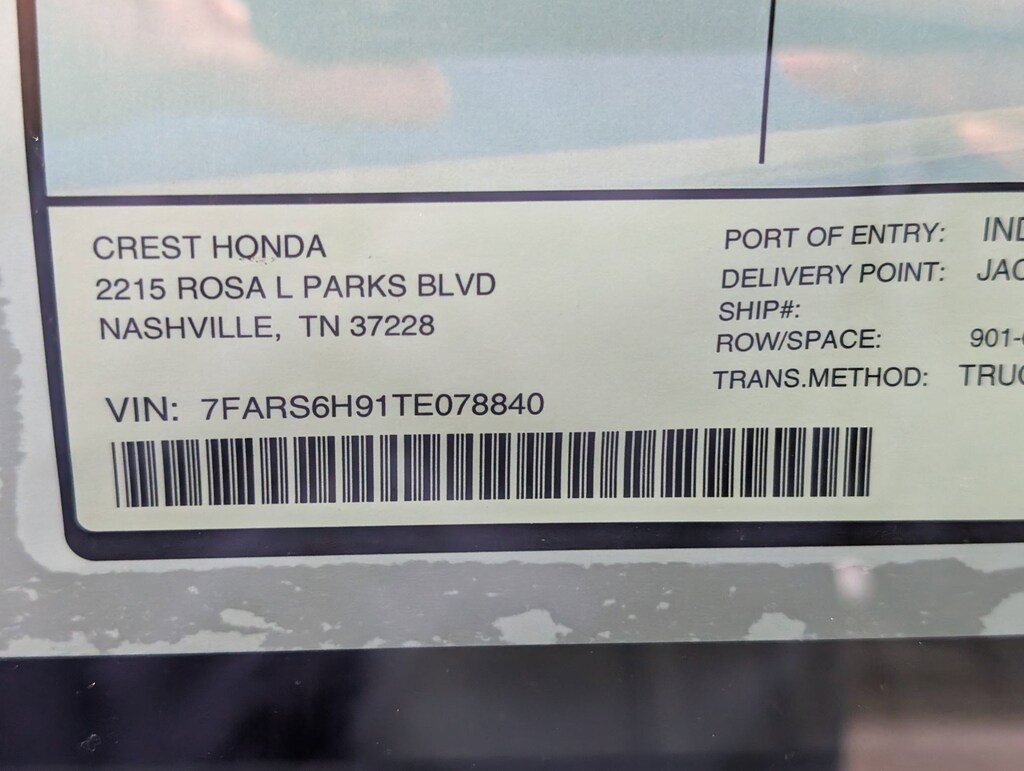 CREST HONDA
2215 ROSA L PARKS BLVD
NASHVILLE, TN 37228
VIN: 7FARS6H91TE078840
PORT OF ENTRY:
DELIVERY POINT:
SHIP#:
ROW/SPACE: 901-
TRANS.METHOD: